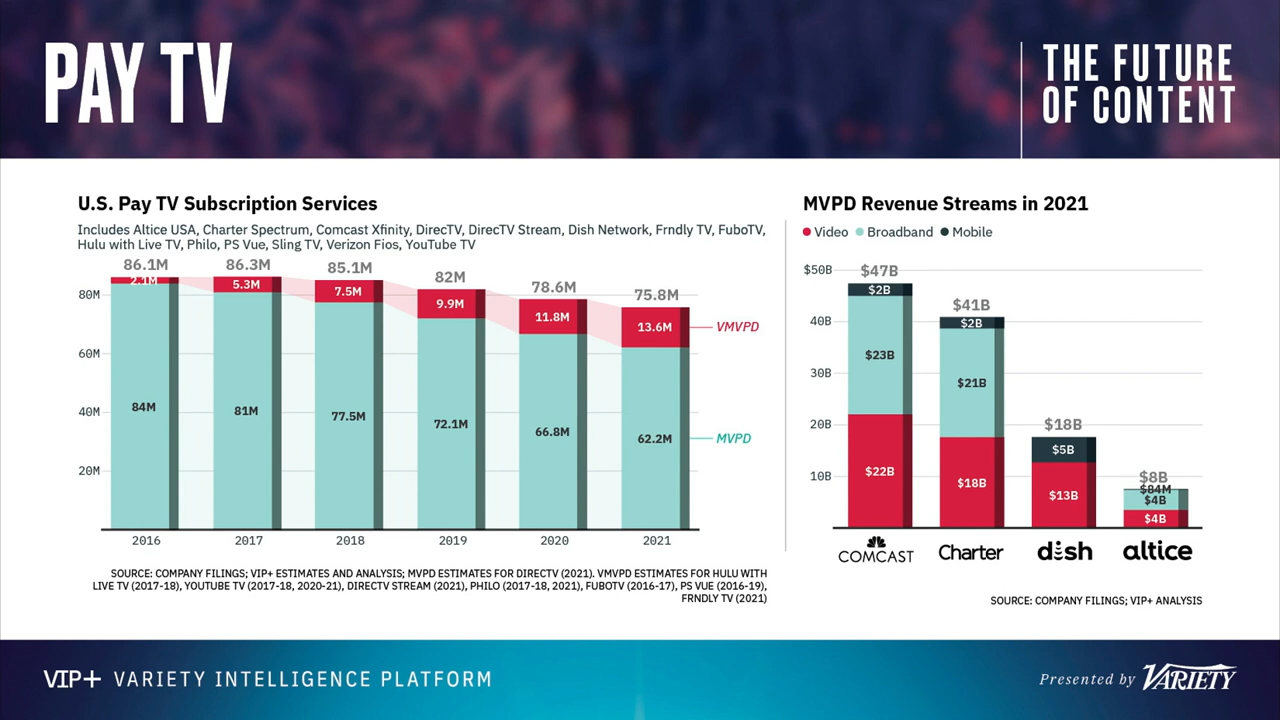 PAY TV
THE FUTURE
OF CONTENT
U.S. Pay TV Subscription Services
Includes Altice USA, Charter Spectrum, Comcast Xfinity, DirecTV, DirecTV Stream, Dish Network, Frndly TV, FuboTV,
Hulu with Live TV, Philo, PS Vue, Sling TV, Verizon Fios, YouTube TV
86.1M 86.3M 85.1M 82M 78.6M 75.8M
2.1M 5.3M 7.5M 9.9M 11.8M 13.6M
VMVPD
84M 81M 77.5M 72.1M 66.8M 62.2M
MVPD
80M
60M
40M
20M
2016 2017 2018 2019 2020 2021
SOURCE: COMPANY FILINGS; VIP+ ESTIMATES AND ANALYSIS; MVPD ESTIMATES FOR DIRECTV (2021). VMVPD ESTIMATES FOR HULU WITH
LIVE TV (2017-18), YOUTUBE TV (2017-18, 2020-21), DIRECTV STREAM (2021), PHILO (2017-18, 2021), FUBOTV (2016-17), PS VUE (2016-19),
FRNDLY TV (2021)
MVPD Revenue Streams in 2021
Video Broadband Mobile
$50B
40B
30B
20B
10B
$47B
$2B
$23B
$22B
$41B
$2B
$21B
$18B
$18B
$5B
$13B
$8B
$84M
$4B
$4B
COMCAST Charter dish altice
SOURCE: COMPANY FILINGS; VIP+ ANALYSIS
VIP+ VARIETY INTELLIGENCE PLATFORM
Presented by VARIETY